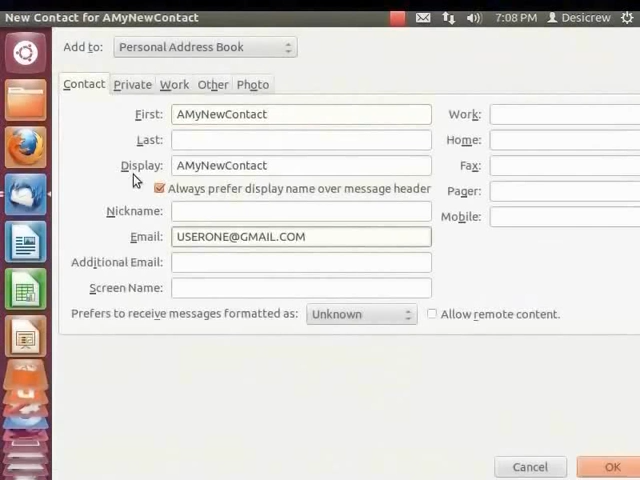 New Contact for AMyNewContact
7:08 PM
Desicrew
Add to: Personal Address Book
Contact Private Work Other Photo
First: AMyNewContact
Work:
Last:
Home:
Display: AMyNewContact
Fax:
Always prefer display name over message header
Pager:
Nickname:
Mobile:
Email: USERONE@GMAIL.COM
Additional Email:
Screen Name:
Prefers to receive messages formatted as: Unknown
Allow remote content.
Cancel OK